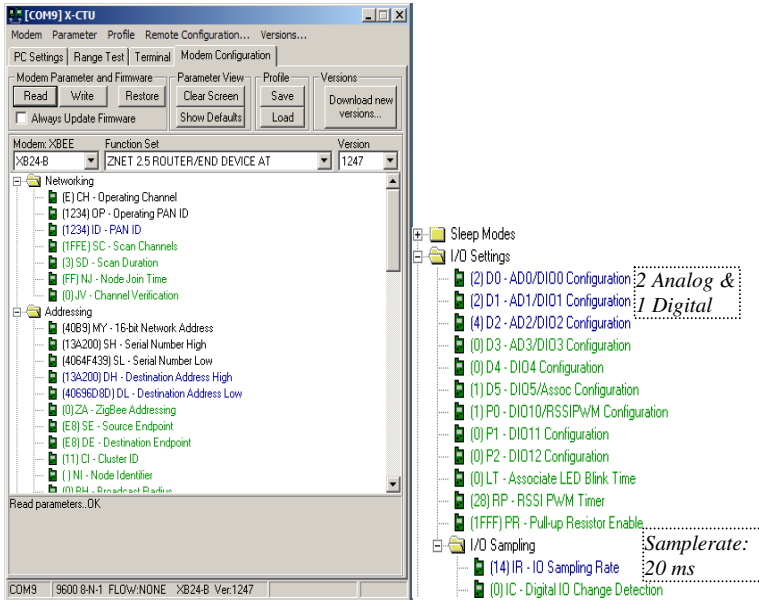 [COM9] X-CTU
Modem Parameter Profile Remote Configuration... Versions...
PC Settings Range Test Terminal Modem Configuration
Modem Parameter and Firmware Parameter View Profile Versions
Read Write Restore Clear Screen Save Download new versions...
Always Update Firmware Show Defaults Load
Modem: XBEE Function Set Version
XB24-B ZNET 2.5 ROUTER/END DEVICE AT 1247
Networking
(E) CH - Operating Channel
(1234) OP - Operating PAN ID
(1234) ID - PAN ID
(1FFE) SC - Scan Channels
(3) SD - Scan Duration
(FF) NJ - Node Join Time
(0) JV - Channel Verification
Addressing
(40B9) MY - 16-bit Network Address
(13A200) SH - Serial Number High
(4064F439) SL - Serial Number Low
(13A200) DH - Destination Address High
(40696D8D) DL - Destination Address Low
(0) ZA - ZigBee Addressing
(E8) SE - Source Endpoint
(E8) DE - Destination Endpoint
(11) CI - Cluster ID
( ) NI - Node Identifier
(0) BH - Broadcast Radius
Read parameters..OK
COM9 9600 8-N-1 FLOW:NONE XB24-B Ver:1247
Sleep Modes
I/O Settings
(2) D0 - AD0/DIO0 Configuration
(2) D1 - AD1/DIO1 Configuration
(4) D2 - AD2/DIO2 Configuration
2 Analog &
1 Digital
(0) D3 - AD3/DIO3 Configuration
(0) D4 - DIO4 Configuration
(1) D5 - DIO5/Assoc Configuration
(1) P0 - DIO10/RSSIPWM Configuration
(0) P1 - DIO11 Configuration
(0) P2 - DIO12 Configuration
(0) LT - Associate LED Blink Time
(28) RP - RSSI PWM Timer
(1FFF) PR - Pull-up Resistor Enable
I/O Sampling
(14) IR - IO Sampling Rate
(0) IC - Digital IO Change Detection
Samplerate:
20 ms